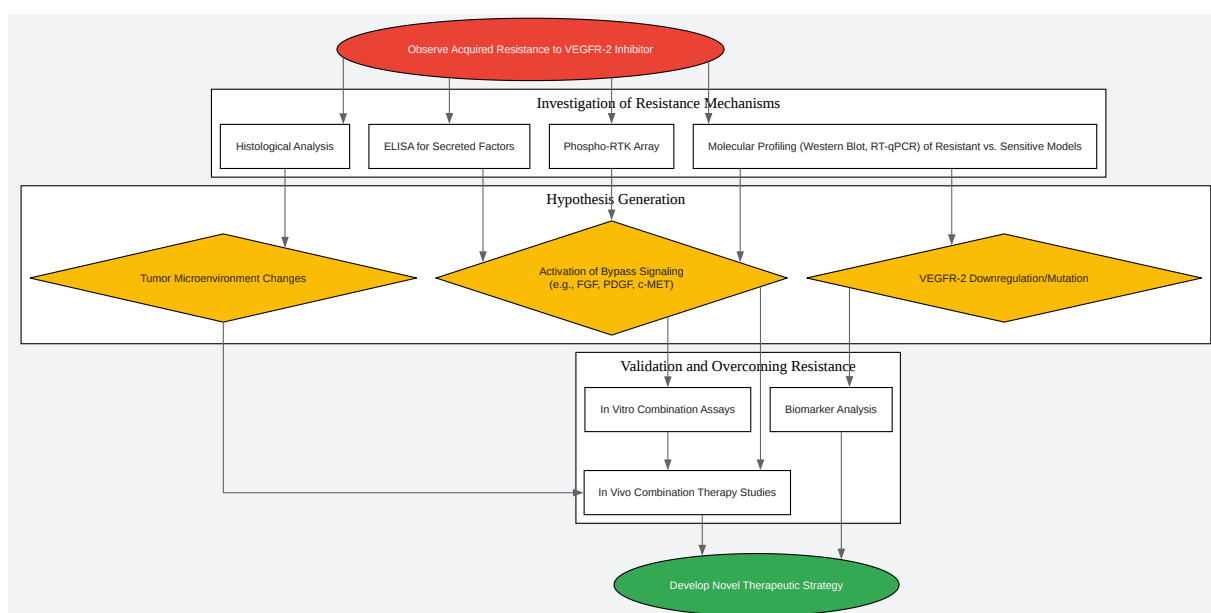 Observe Acquired Resistance to VEGFR-2 Inhibitor
Investigation of Resistance Mechanisms
Histological Analysis
ELISA for Secreted Factors
Phospho-RTK Array
Molecular Profiling (Western Blot, RT-qPCR) of Resistant vs. Sensitive Models
Hypothesis Generation
Tumor Microenvironment Changes
Activation of Bypass Signaling
(e.g., FGF, PDGF, c-MET)
VEGFR-2 Downregulation/Mutation
Validation and Overcoming Resistance
In Vitro Combination Assays
Biomarker Analysis
In Vivo Combination Therapy Studies
Develop Novel Therapeutic Strategy